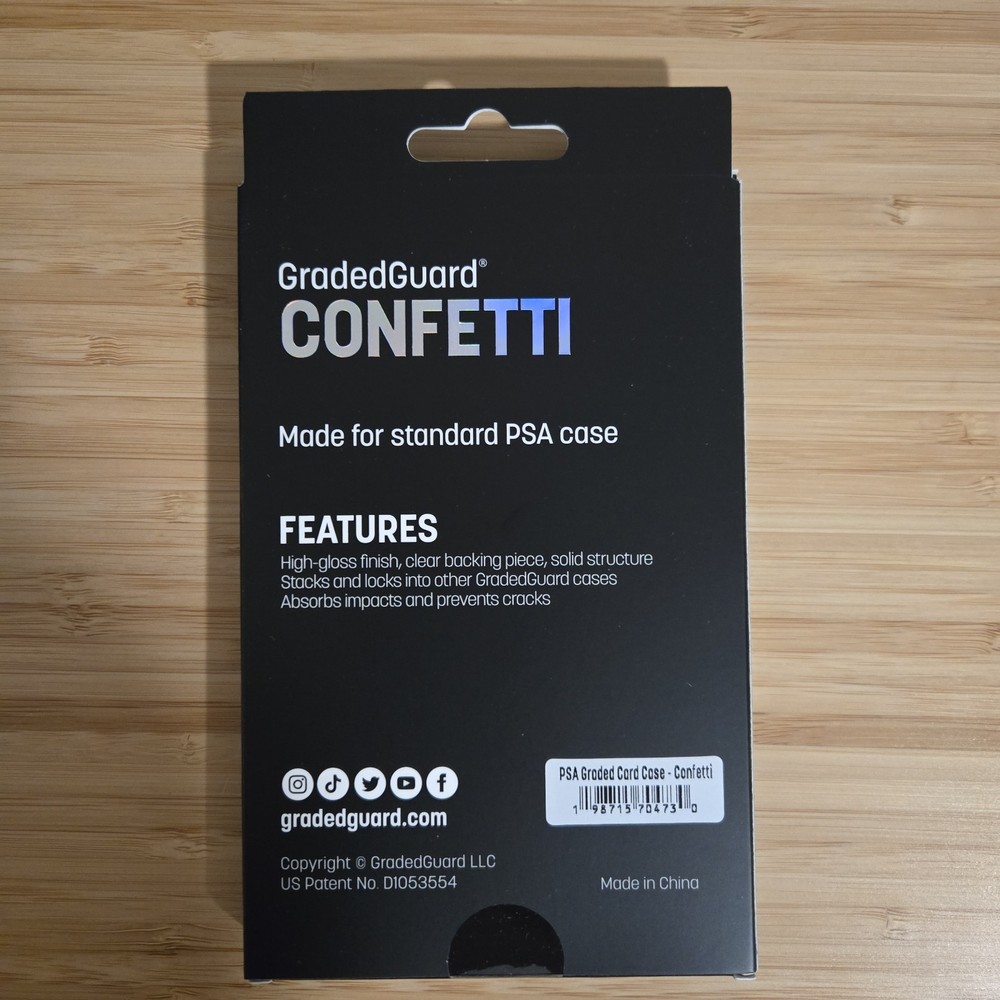 GradedGuard®
CONFETTI
Made for standard PSA case
FEATURES
High-gloss finish, clear backing piece, solid structure
Stacks and locks into other GradedGuard cases
Absorbs impacts and prevents cracks
gradedguard.com
PSA Graded Card Case - Confetti
1 98715 70473 0
Copyright © GradedGuard LLC
US Patent No. D1053554
Made in China